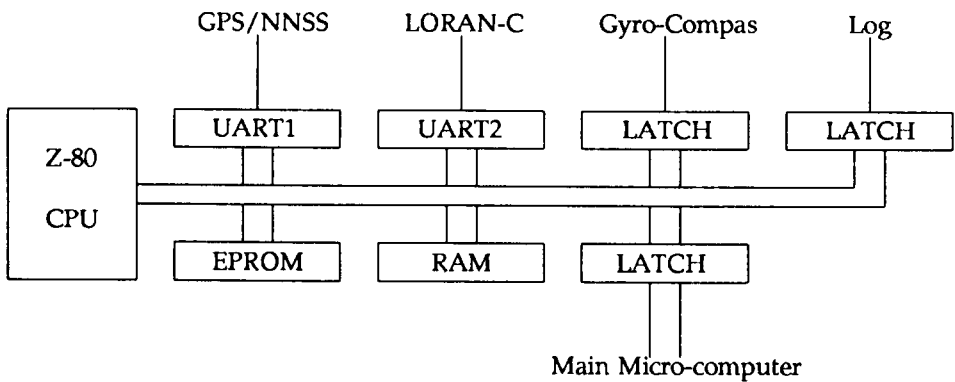 GPS/NNSS LORAN-C Gyro-Compas Log
UART1 UART2 LATCH LATCH
Z-80
CPU
EPROM RAM LATCH
Main Micro-computer